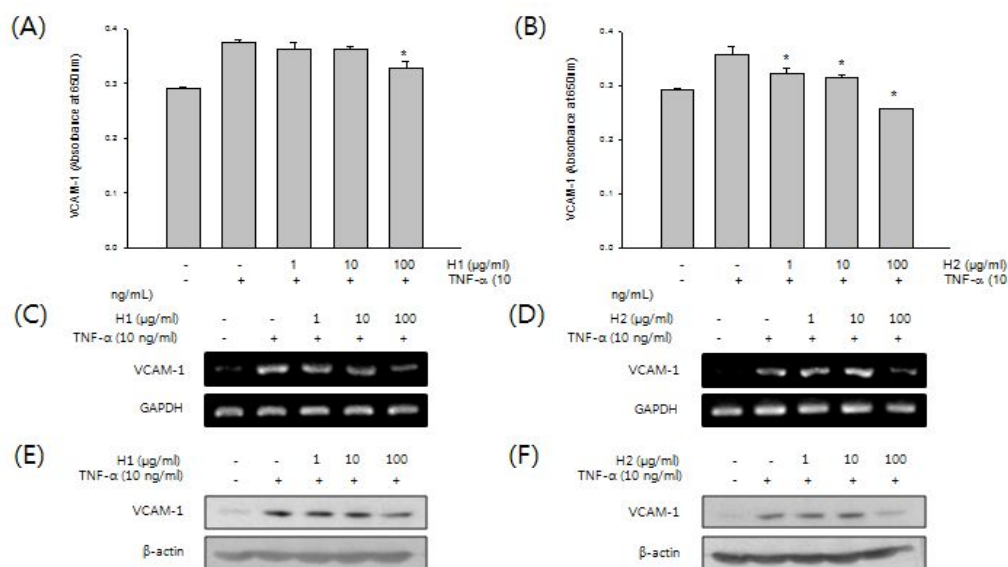 (A)
VCAM-1 (Absorbance at 650nm)
0.4
0.3
0.2
0.1
0.0
*
- - 1 10 100 H1 (μg/ml)
- + + + + TNF-α (10
ng/mL)
(B)
VCAM-1 (Absorbance at 650nm)
0.4
0.3
0.2
0.1
0.0
* * *
- - 1 10 100 H2 (μg/ml)
- + + + + TNF-α (10
(C)
H1 (μg/ml) - - 1 10 100
TNF-α (10 ng/ml) - + + + +
VCAM-1
GAPDH
(D)
H2 (μg/ml) - - 1 10 100
TNF-α (10 ng/ml) - + + + +
VCAM-1
GAPDH
(E)
H1 (μg/ml) - - 1 10 100
TNF-α (10 ng/ml) - + + + +
VCAM-1
β-actin
(F)
H2 (μg/ml) - - 1 10 100
TNF-α (10 ng/ml) - + + + +
VCAM-1
β-actin